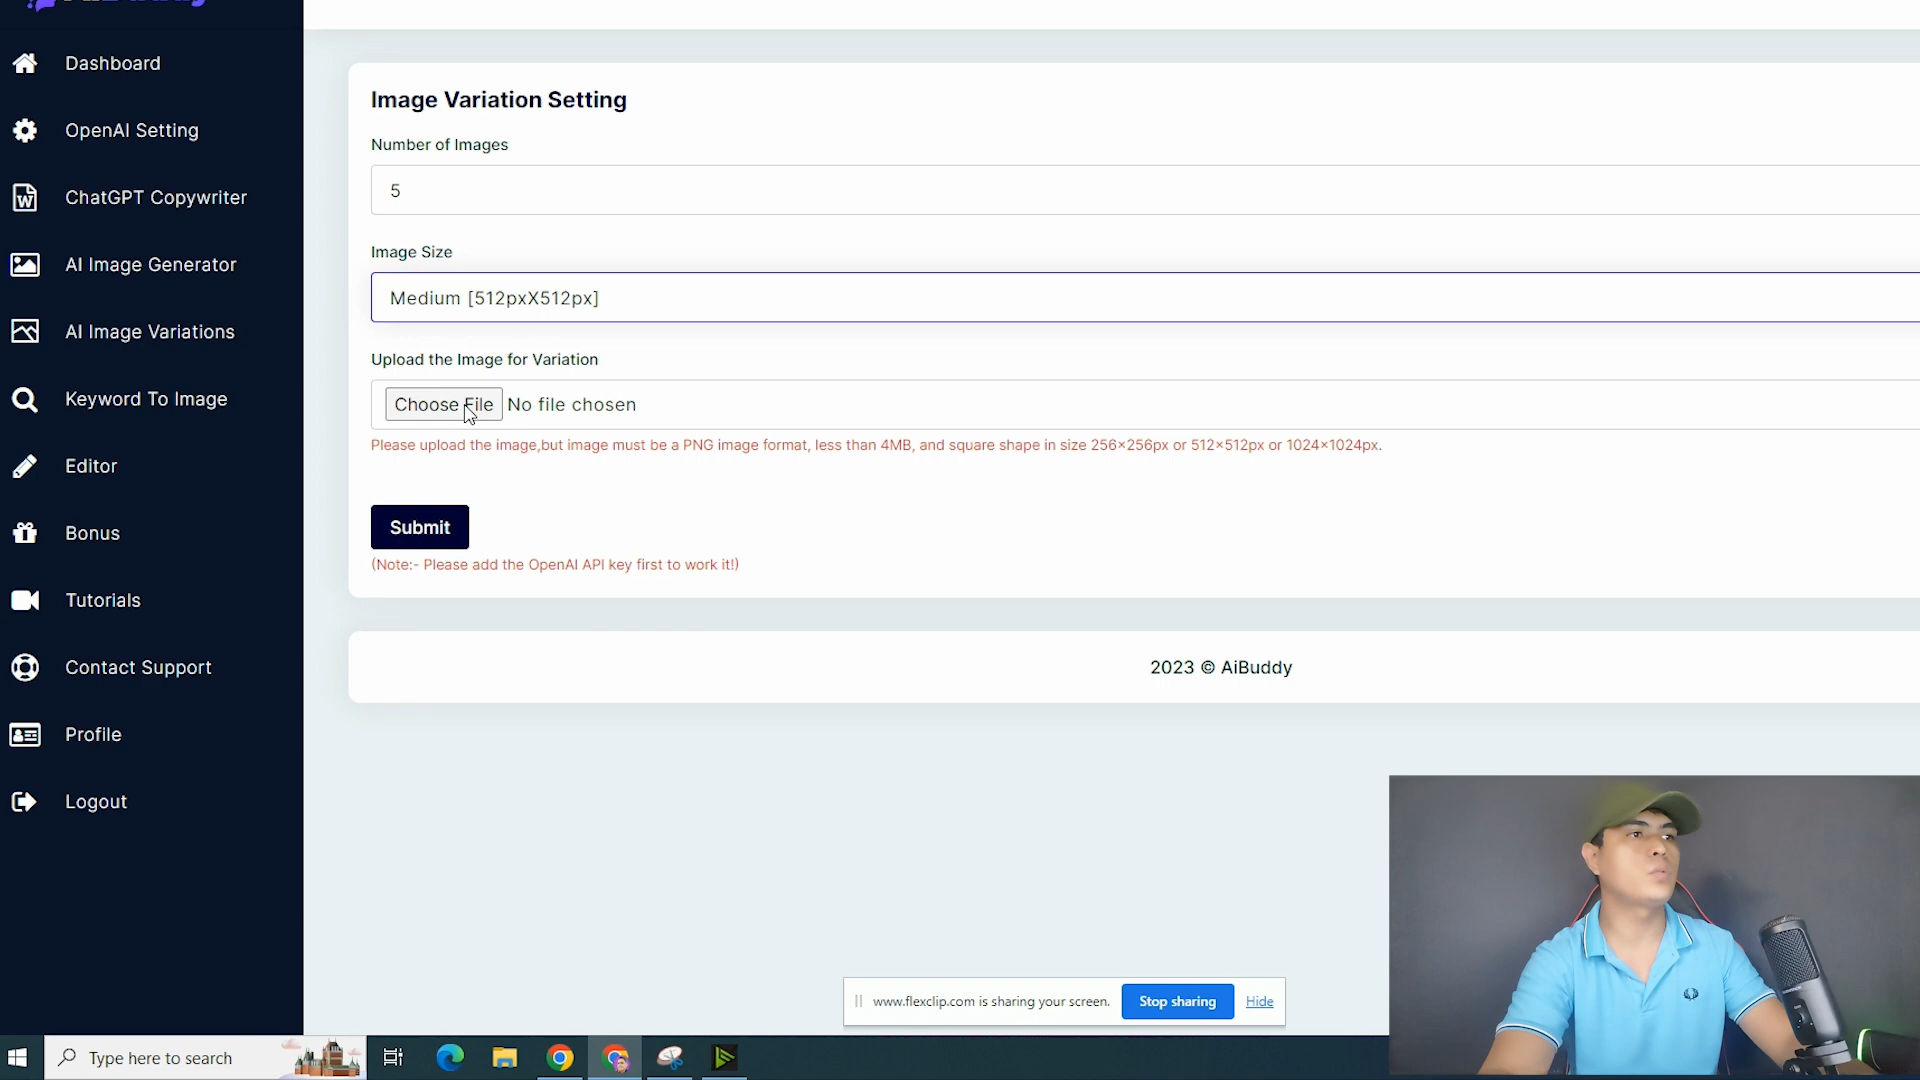 Dashboard
OpenAI Setting
ChatGPT Copywriter
AI Image Generator
AI Image Variations
Keyword To Image
Editor
Bonus
Tutorials
Contact Support
Profile
Logout
Image Variation Setting
Number of Images
5
Image Size
Medium [512pxX512px]
Upload the Image for Variation
Choose File No file chosen
Please upload the image,but image must be a PNG image format, less than 4MB, and square shape in size 256×256px or 512×512px or 1024×1024px.
Submit
(Note:- Please add the OpenAI API key first to work it!)
2023 © AiBuddy
www.flexclip.com is sharing your screen. Stop sharing Hide
Type here to search